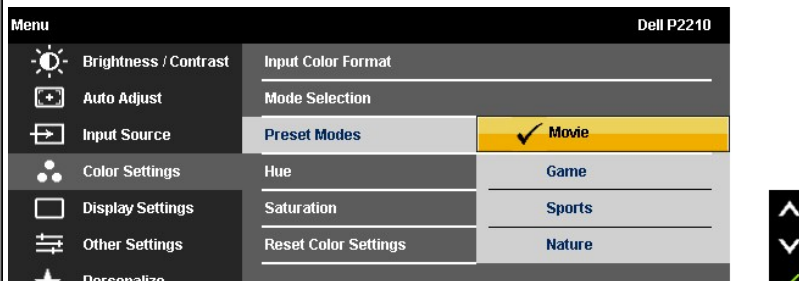 Menu Dell P2210
Brightness / Contrast Input Color Format
Auto Adjust Mode Selection
Input Source Preset Modes Movie
Color Settings Hue Game
Display Settings Saturation Sports
Other Settings Reset Color Settings Nature
Personalize